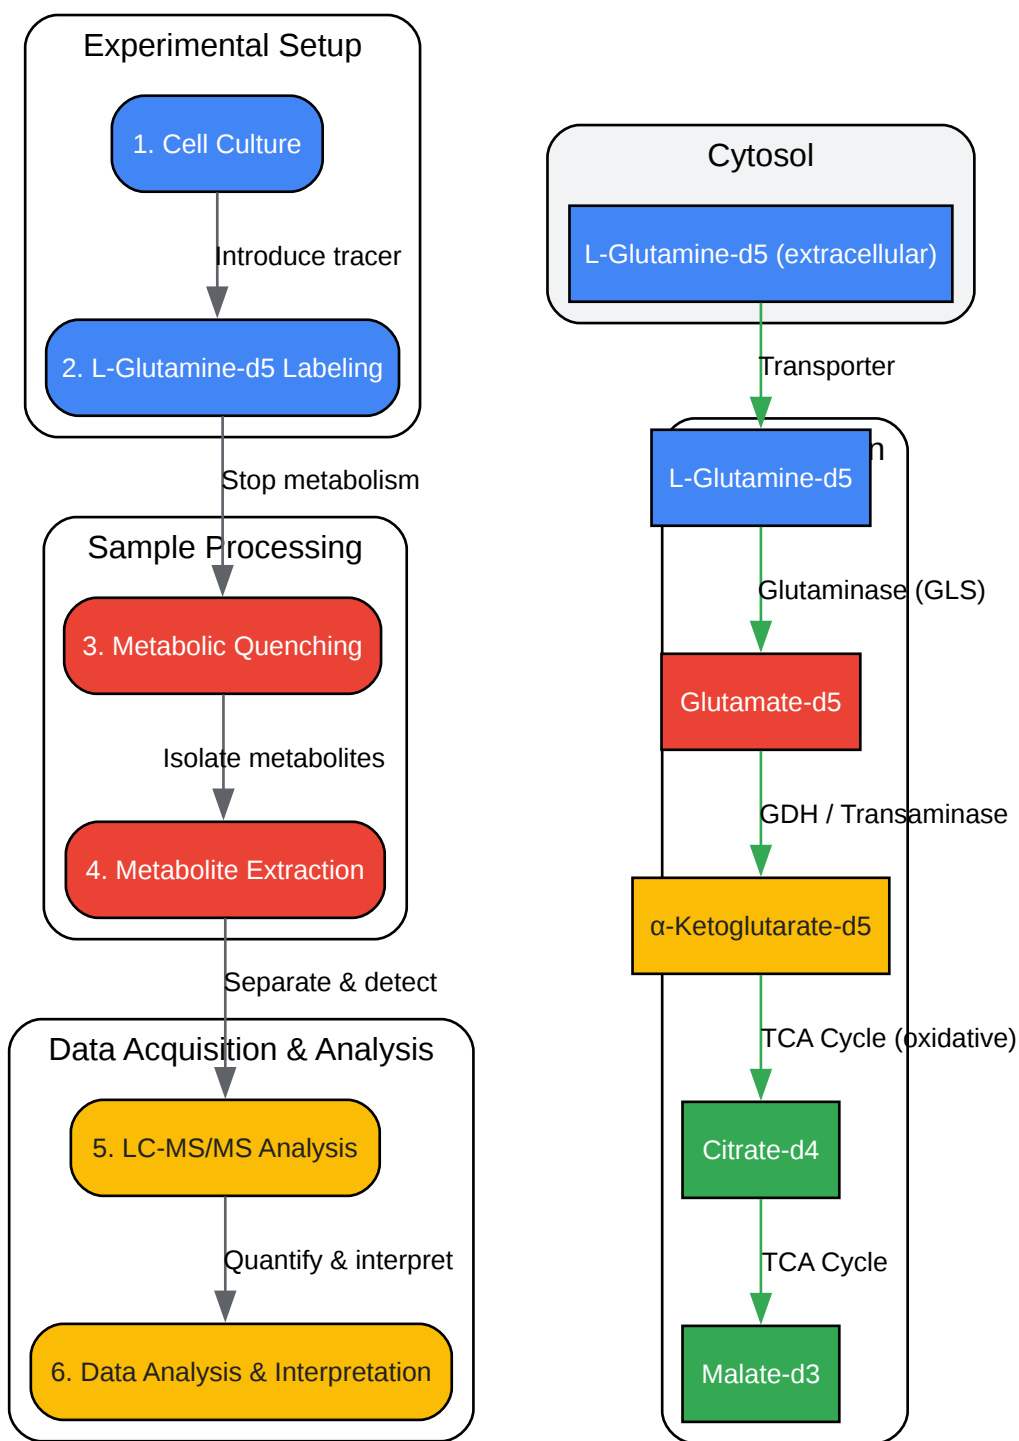 Experimental Setup
1. Cell Culture
Introduce tracer
2. L-Glutamine-d5 Labeling
Stop metabolism
Sample Processing
3. Metabolic Quenching
Isolate metabolites
4. Metabolite Extraction
Separate & detect
Data Acquisition & Analysis
5. LC-MS/MS Analysis
Quantify & interpret
6. Data Analysis & Interpretation
Cytosol
L-Glutamine-d5 (extracellular)
Transporter
L-Glutamine-d5
Glutaminase (GLS)
Glutamate-d5
GDH / Transaminase
α-Ketoglutarate-d5
TCA Cycle (oxidative)
Citrate-d4
TCA Cycle
Malate-d3